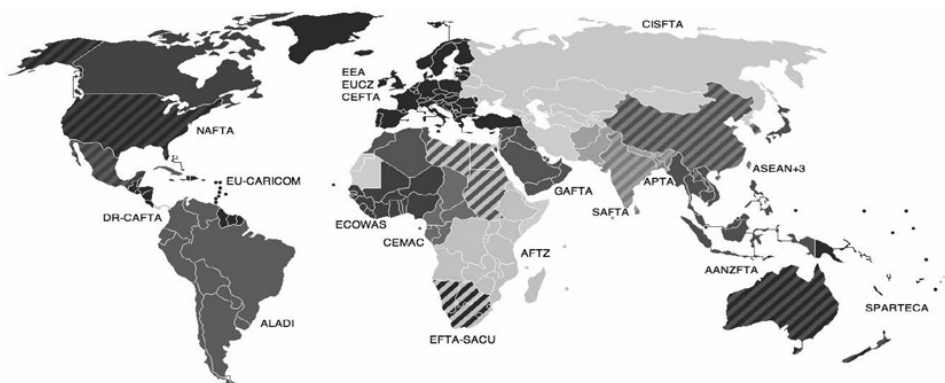 CISFTA
EEA
EUCZ
CEFTA
NAFTA
EU-CARICOM
DR-CAFTA
ECOWAS
CEMAC
GAFTA
SAFTA
APTA
ASEAN+3
AFTZ
AANZFTA
SPARTECA
ALADI
EFTA-SACU